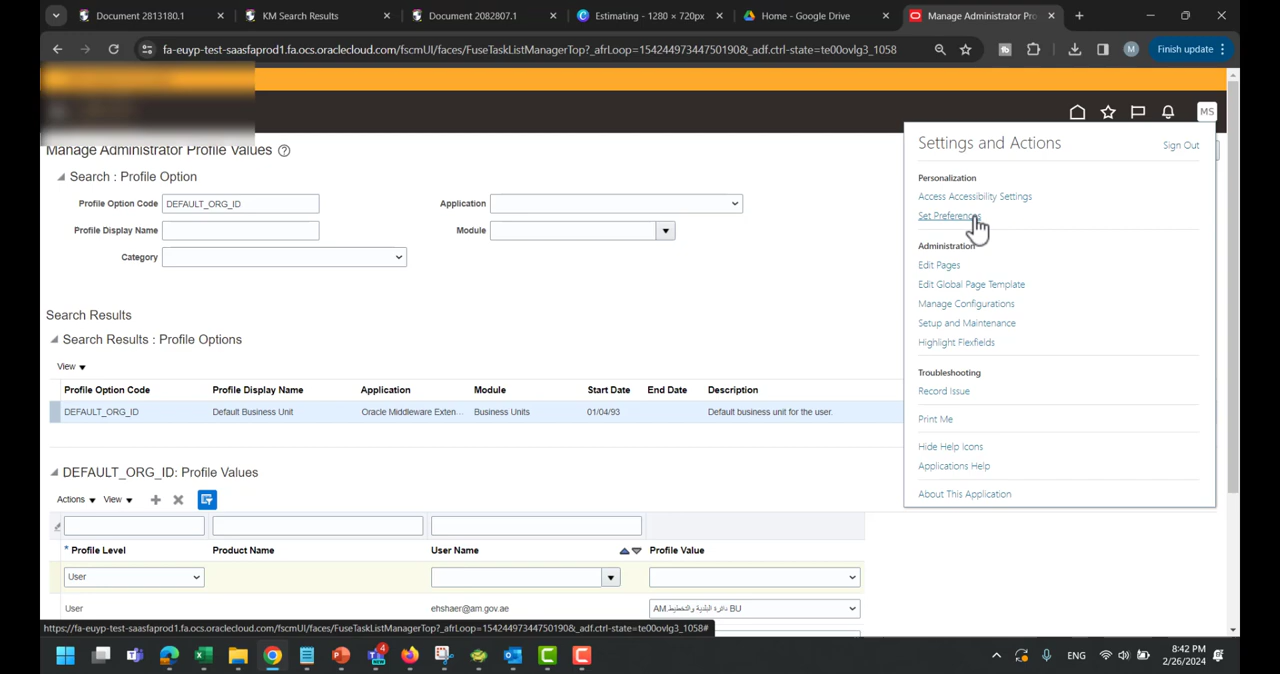 Document 2813180.1
KM Search Results
Document 2082807.1
Estimating - 1280 × 720px
Home - Google Drive
Manage Administrator Pro
fa-euyp-test-saasfaprod1.fa.ocs.oraclecloud.com/fscmUI/faces/FuseTaskListManagerTop?_afrLoop=154244973447501​90&_adf.ctrl-state=te00ovlg3_1058
M
Finish update
MS
Manage Administrator Profile Values
Search : Profile Option
Profile Option Code DEFAULT_ORG_ID
Application
Profile Display Name
Module
Category
Search Results
Search Results : Profile Options
View
Profile Option Code Profile Display Name Application Module Start Date End Date Description
DEFAULT_ORG_ID Default Business Unit Oracle Middleware Exten... Business Units 01/04/93 Default business unit for the user.
DEFAULT_ORG_ID: Profile Values
Actions View
* Profile Level Product Name User Name Profile Value
User
User ehshaer@am.gov.ae AM.دائرة البلدية والتخطيط BU
Settings and Actions
Sign Out
Personalization
Access Accessibility Settings
Set Preferences
Administration
Edit Pages
Edit Global Page Template
Manage Configurations
Setup and Maintenance
Highlight Flexfields
Troubleshooting
Record Issue
Print Me
Hide Help Icons
Applications Help
About This Application
https://fa-euyp-test-saasfaprod1.fa.ocs.oraclecloud.com/fscmUI/faces/FuseTaskListManagerTop?_afrLoop=15424497344750190&_adf.ctrl-state=te00ovlg3_1058#
4
ENG
8:42 PM
2/26/2024